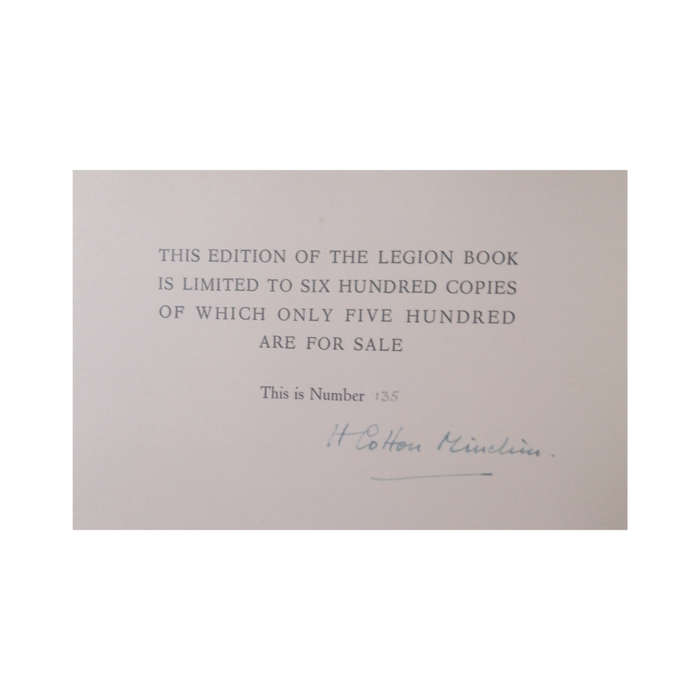 THIS EDITION OF THE LEGION BOOK
IS LIMITED TO SIX HUNDRED COPIES
OF WHICH ONLY FIVE HUNDRED
ARE FOR SALE
This is Number 135
H Cotton Minchin.